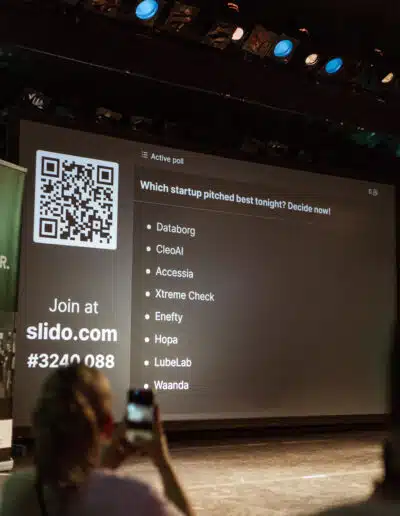 Active poll
Which startup pitched best tonight? Decide now!
Databorg
CleoAI
Accessia
Xtreme Check
Enefty
Hopa
LubeLab
Waanda
Join at
slido.com
#3240 088
R.